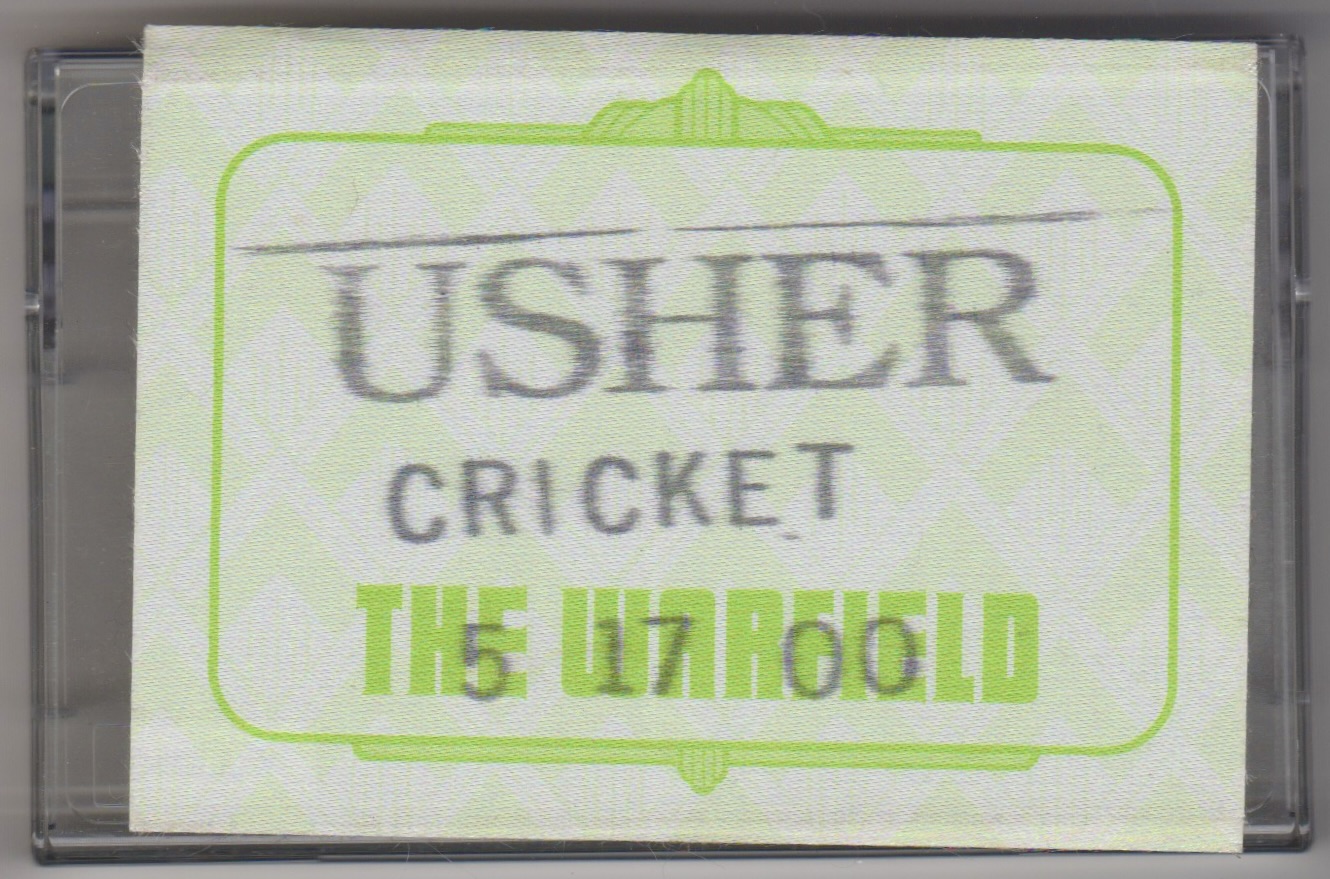 USHER
CRICKET
THE WARFIELD
5 17 00